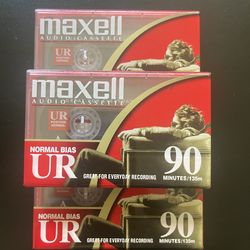 maxell
AUDIO CASSETTE
UR
maxell
AUDIO CASSETTE
UR
NORMAL BIAS
UR
90
MINUTES/135m
GREAT FOR EVERYDAY RECORDING
NORMAL BIAS
UR
90
MINUTES/135m
GREAT FOR EVERYDAY RECORDING